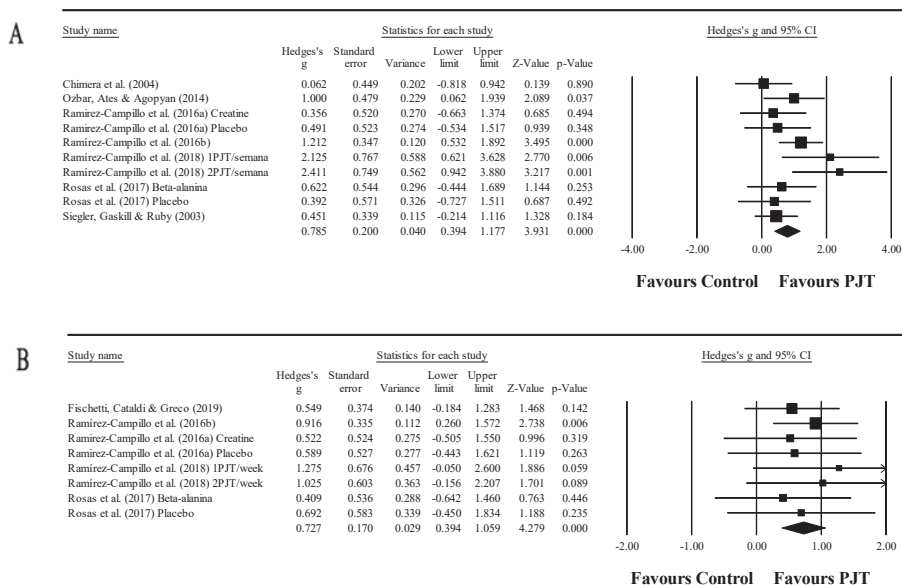 A
Study name Statistics for each study Hedges's g and 95% CI
Hedges's Standard Lower Upper
g error Variance limit limit Z-Value p-Value
Chimera et al. (2004) 0.062 0.449 0.202 -0.818 0.942 0.139 0.890
Ozbar, Ates & Agopyan (2014) 1.000 0.479 0.229 0.062 1.939 2.089 0.037
Ramirez-Campillo et al. (2016a) Creatine 0.356 0.520 0.270 -0.663 1.374 0.685 0.494
Ramirez-Campillo et al. (2016a) Placebo 0.491 0.523 0.274 -0.534 1.517 0.939 0.348
Ramírez-Campillo et al. (2016b) 1.212 0.347 0.120 0.532 1.892 3.495 0.000
Ramírez-Campillo et al. (2018) 1PJT/semana 2.125 0.767 0.588 0.621 3.628 2.770 0.006
Ramírez-Campillo et al. (2018) 2PJT/semana 2.411 0.749 0.562 0.942 3.880 3.217 0.001
Rosas et al. (2017) Beta-alanina 0.622 0.544 0.296 -0.444 1.689 1.144 0.253
Rosas et al. (2017) Placebo 0.392 0.571 0.326 -0.727 1.511 0.687 0.492
Siegler, Gaskill & Ruby (2003) 0.451 0.339 0.115 -0.214 1.116 1.328 0.184
0.785 0.200 0.040 0.394 1.177 3.931 0.000
-4.00 -2.00 0.00 2.00 4.00
Favours Control Favours PJT
B
Study name Statistics for each study Hedges's g and 95% CI
Hedges's Standard Lower Upper
g error Variance limit limit Z-Value p-Value
Fischetti, Cataldi & Greco (2019) 0.549 0.374 0.140 -0.184 1.283 1.468 0.142
Ramírez-Campillo et al. (2016b) 0.916 0.335 0.112 0.260 1.572 2.738 0.006
Ramirez-Campillo et al. (2016a) Creatine 0.522 0.524 0.275 -0.505 1.550 0.996 0.319
Ramirez-Campillo et al. (2016a) Placebo 0.589 0.527 0.277 -0.443 1.621 1.119 0.263
Ramírez-Campillo et al. (2018) 1PJT/week 1.275 0.676 0.457 -0.050 2.600 1.886 0.059
Ramírez-Campillo et al. (2018) 2PJT/week 1.025 0.603 0.363 -0.156 2.207 1.701 0.089
Rosas et al. (2017) Beta-alanina 0.409 0.536 0.288 -0.642 1.460 0.763 0.446
Rosas et al. (2017) Placebo 0.692 0.583 0.339 -0.450 1.834 1.188 0.235
0.727 0.170 0.029 0.394 1.059 4.279 0.000
-2.00 -1.00 0.00 1.00 2.00
Favours Control Favours PJT